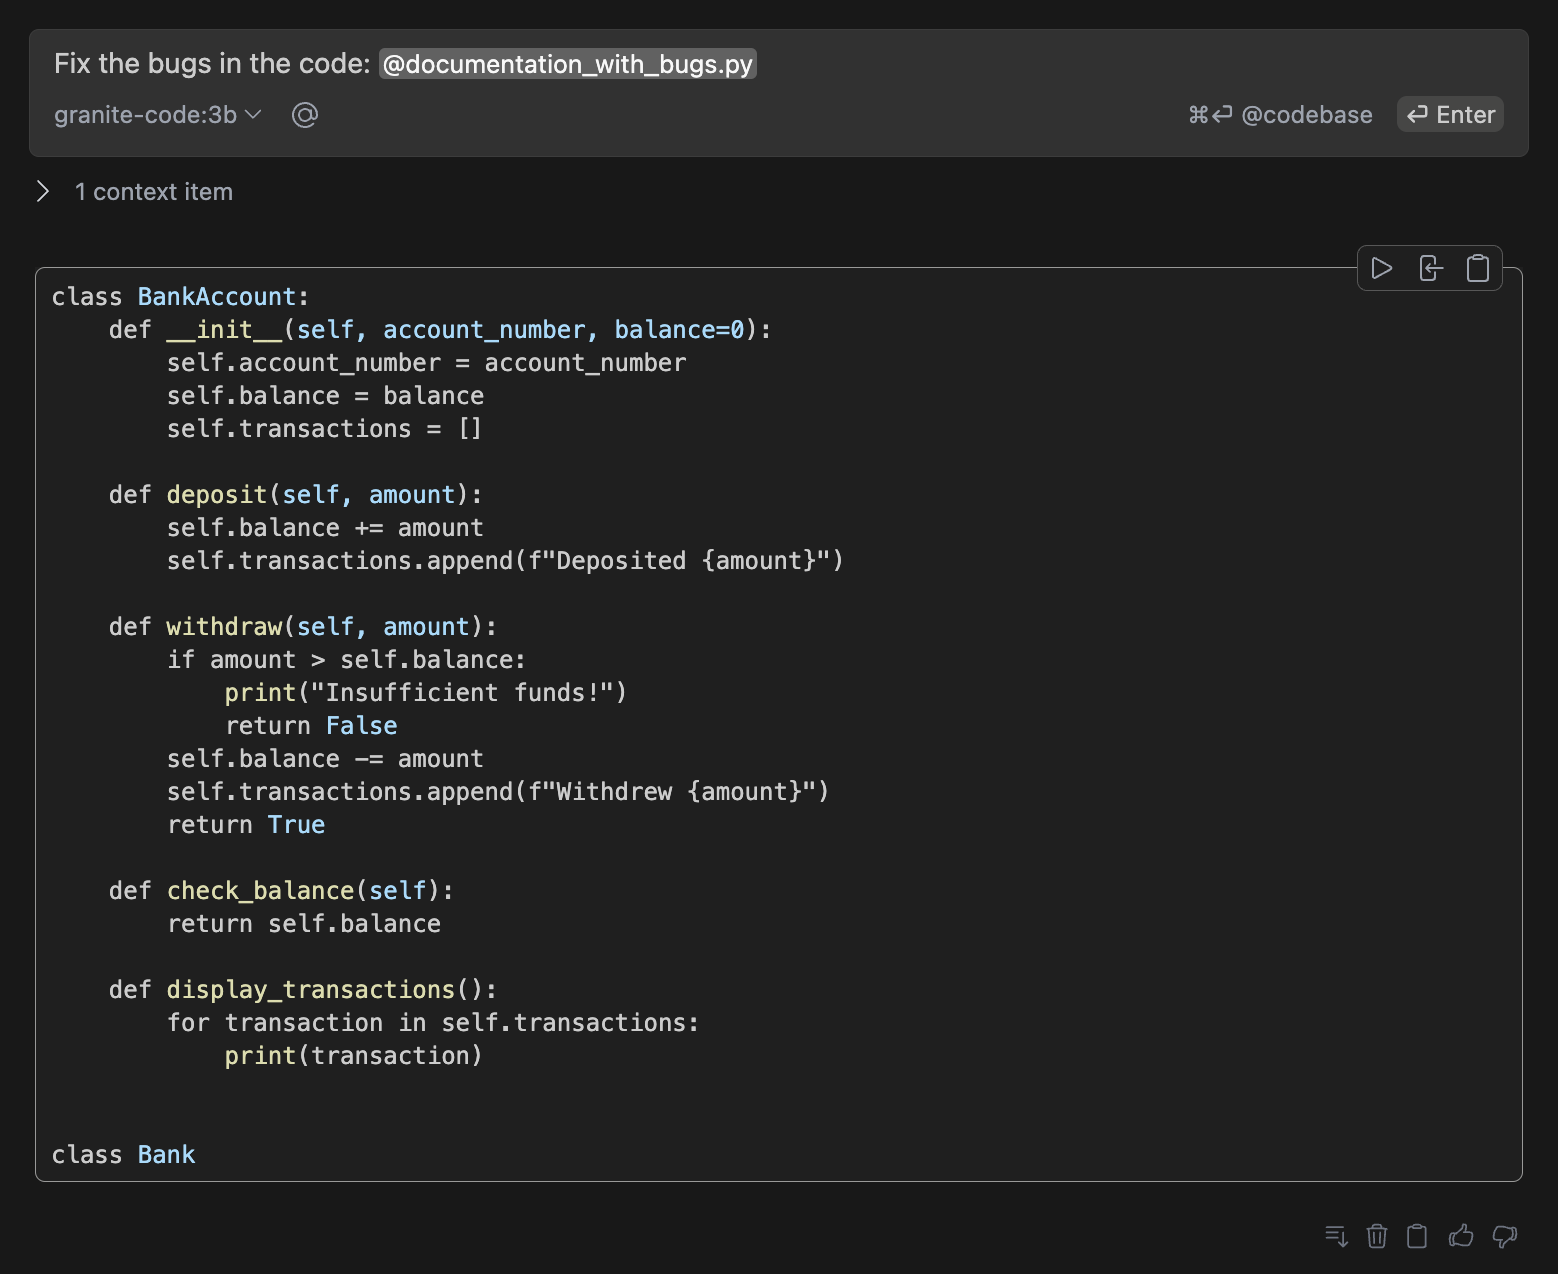 Fix the bugs in the code: @documentation_with_bugs.py
granite-code:3b @ ⌘⏎ @codebase ⏎ Enter
1 context item
class BankAccount:
    def __init__(self, account_number, balance=0):
        self.account_number = account_number
        self.balance = balance
        self.transactions = []
    def deposit(self, amount):
        self.balance += amount
        self.transactions.append(f"Deposited {amount}")
    def withdraw(self, amount):
        if amount > self.balance:
            print("Insufficient funds!")
            return False
        self.balance -= amount
        self.transactions.append(f"Withdrew {amount}")
        return True
    def check_balance(self):
        return self.balance
    def display_transactions():
        for transaction in self.transactions:
            print(transaction)
class Bank